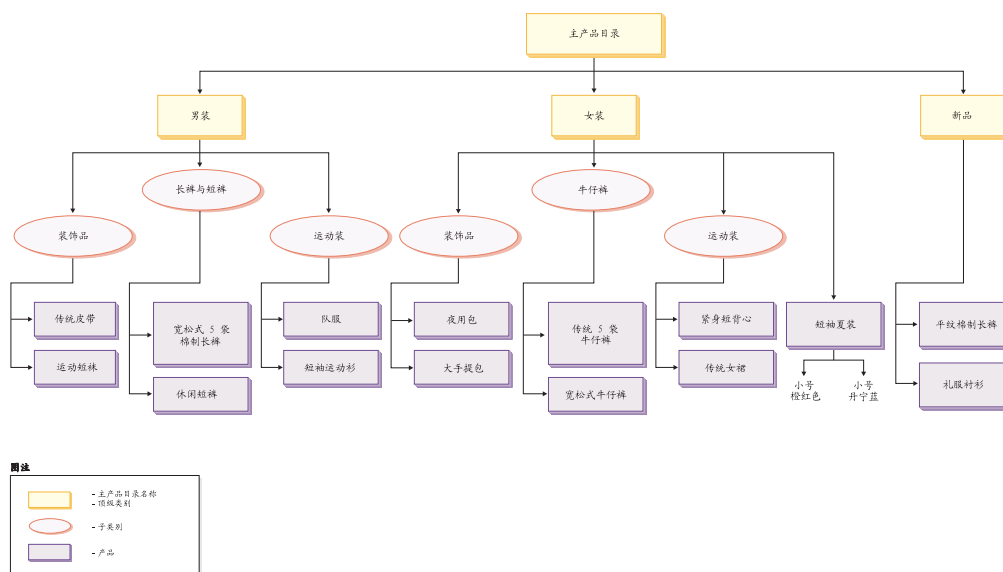 主产品目录
男装
女装
新品
长裤与短裤
牛仔裤
装饰品
运动装
装饰品
运动装
传统皮带
宽松式 5 袋
棉制长裤
队服
夜用包
传统 5 袋
牛仔裤
紧身短背心
短袖夏装
平纹棉制长裤
运动短袜
休闲短裤
短袖运动衫
大手提包
宽松式牛仔裤
传统女裙
小号
橙红色
小号
丹宁蓝
礼服衬衫
图注
- 主产品目录名称
- 顶级类别
- 子类别
- 产品